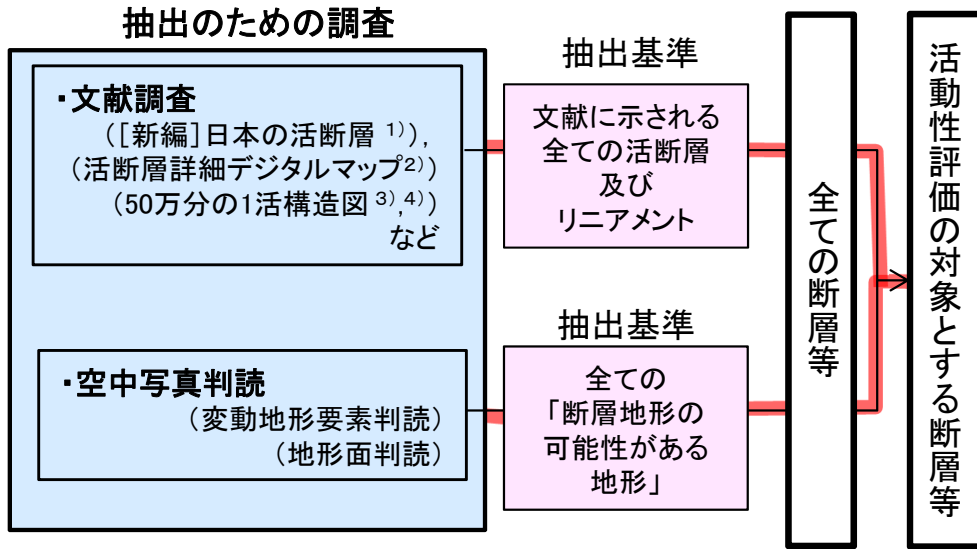 抽出のための調査
・文献調査
([新編]日本の活断層 1)),
(活断層詳細デジタルマップ2))
(50万分の1活構造図 3),4))
など
抽出基準
文献に示される
全ての活断層
及び
リニアメント
・空中写真判読
(変動地形要素判読)
(地形面判読)
抽出基準
全ての
「断層地形の
可能性がある
地形」
全ての断層等
活動性評価の対象とする断層等